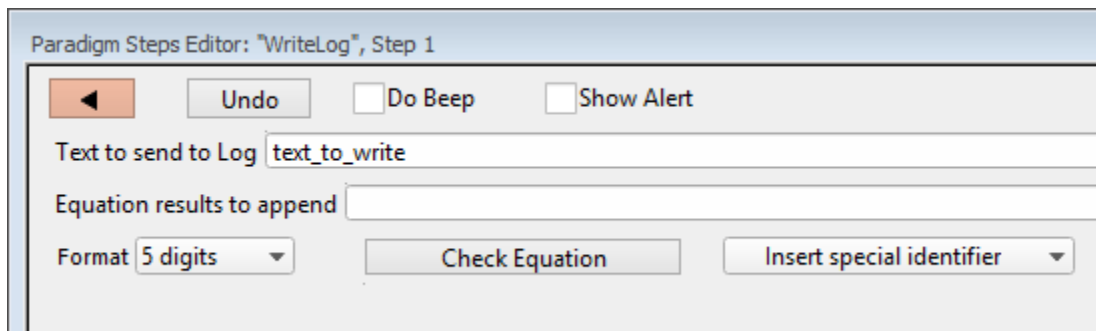 Paradigm Steps Editor: "WriteLog", Step 1
Undo Do Beep Show Alert
Text to send to Log text_to_write
Equation results to append
Format 5 digits Check Equation Insert special identifier